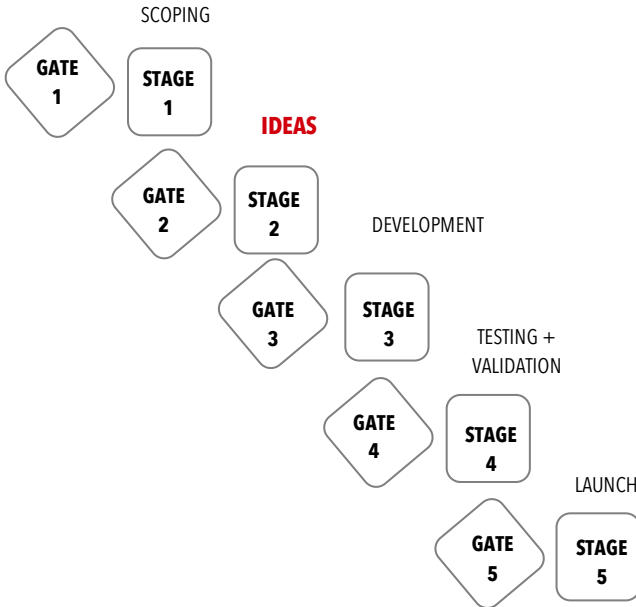 SCOPING
GATE
1
STAGE
1
IDEAS
GATE
2
STAGE
2
DEVELOPMENT
GATE
3
STAGE
3
TESTING +
VALIDATION
GATE
4
STAGE
4
LAUNCH
GATE
5
STAGE
5